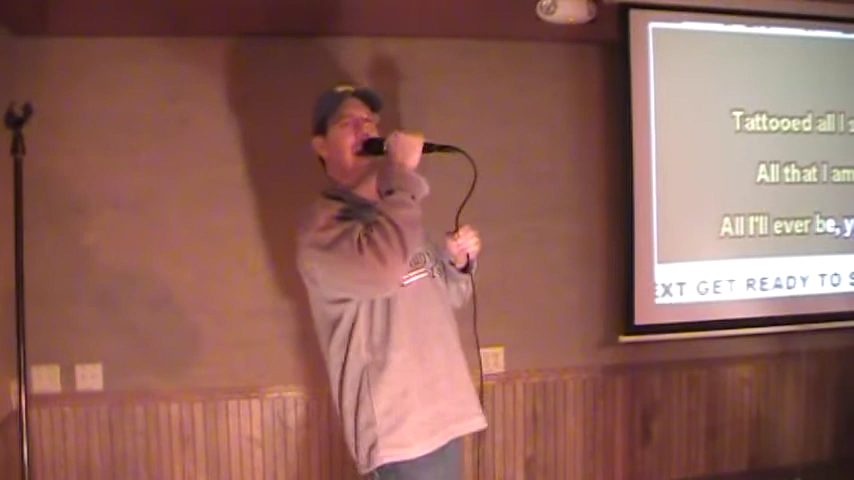 Tattooed all I
All that I am
All I'll ever be,
EXT GET READY TO S